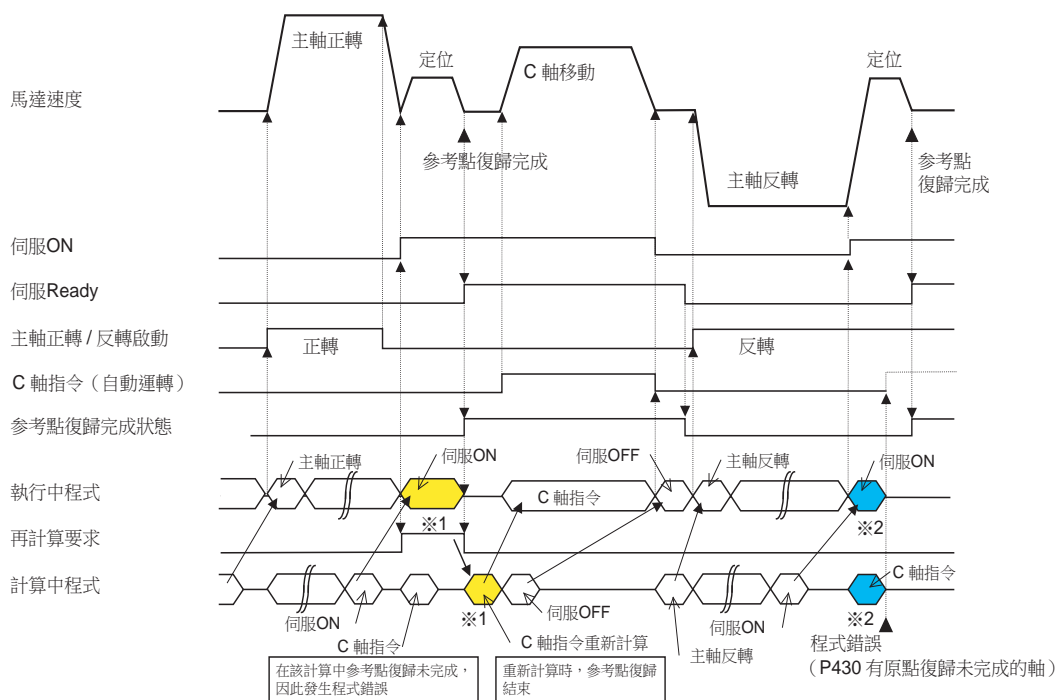 主軸正轉
定位
C 軸移動
定位
馬達速度
參考點復歸完成
主軸反轉
參考點
復歸完成
伺服ON
伺服Ready
主軸正轉 / 反轉啟動
正轉
反轉
C 軸指令（自動運轉）
參考點復歸完成狀態
主軸正轉
伺服ON
伺服OFF
主軸反轉
伺服ON
執行中程式
C 軸指令
※1
※2
再計算要求
計算中程式
C 軸指令
伺服ON
C 軸指令
※1
伺服OFF
C 軸指令重新計算
主軸反轉
伺服ON
※2
程式錯誤
（P430 有原點復歸未完成的軸）
在該計算中參考點復歸未完成，
因此發生程式錯誤
重新計算時，參考點復歸
結束